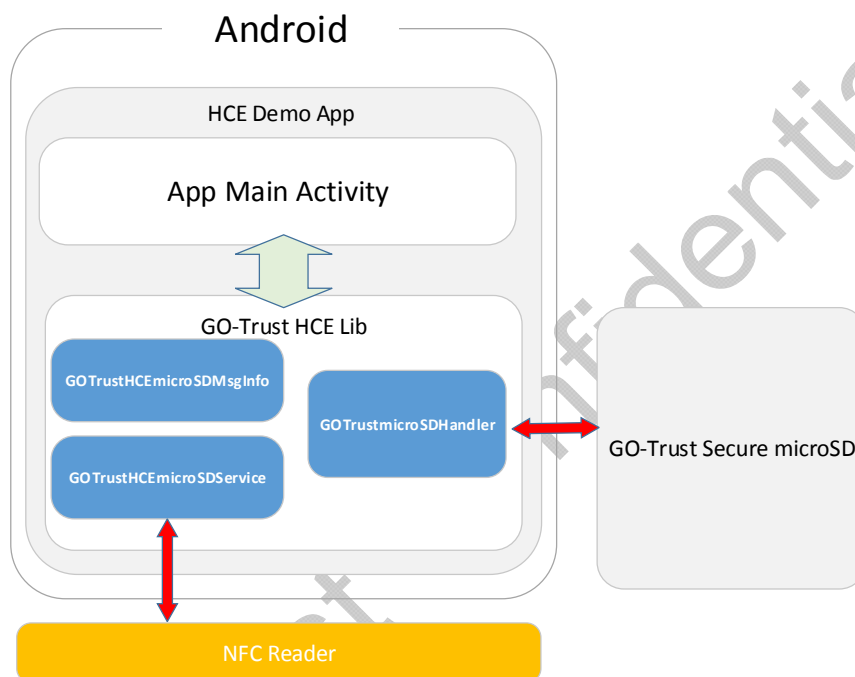 Android
HCE Demo App
App Main Activity
GO-Trust HCE Lib
GOTrustHCEmicroSDMsgInfo
GOTrustmicroSDHandler
GOTrustHCEmicroSDService
GO-Trust Secure microSD
NFC Reader